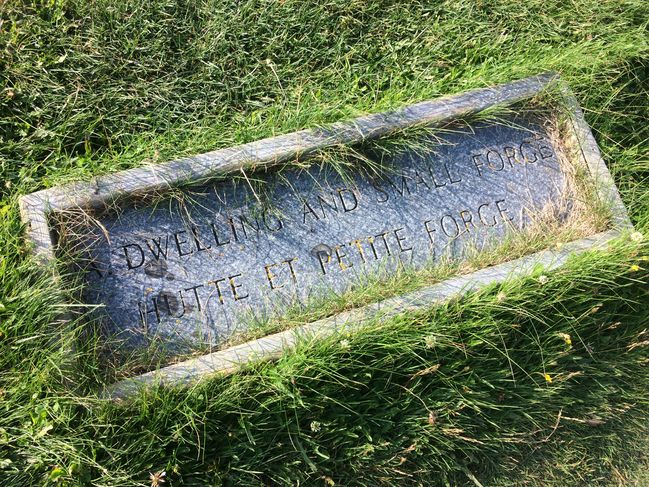 DWELLING AND SMALL FORGE
HUTTE ET PETITE FORGE